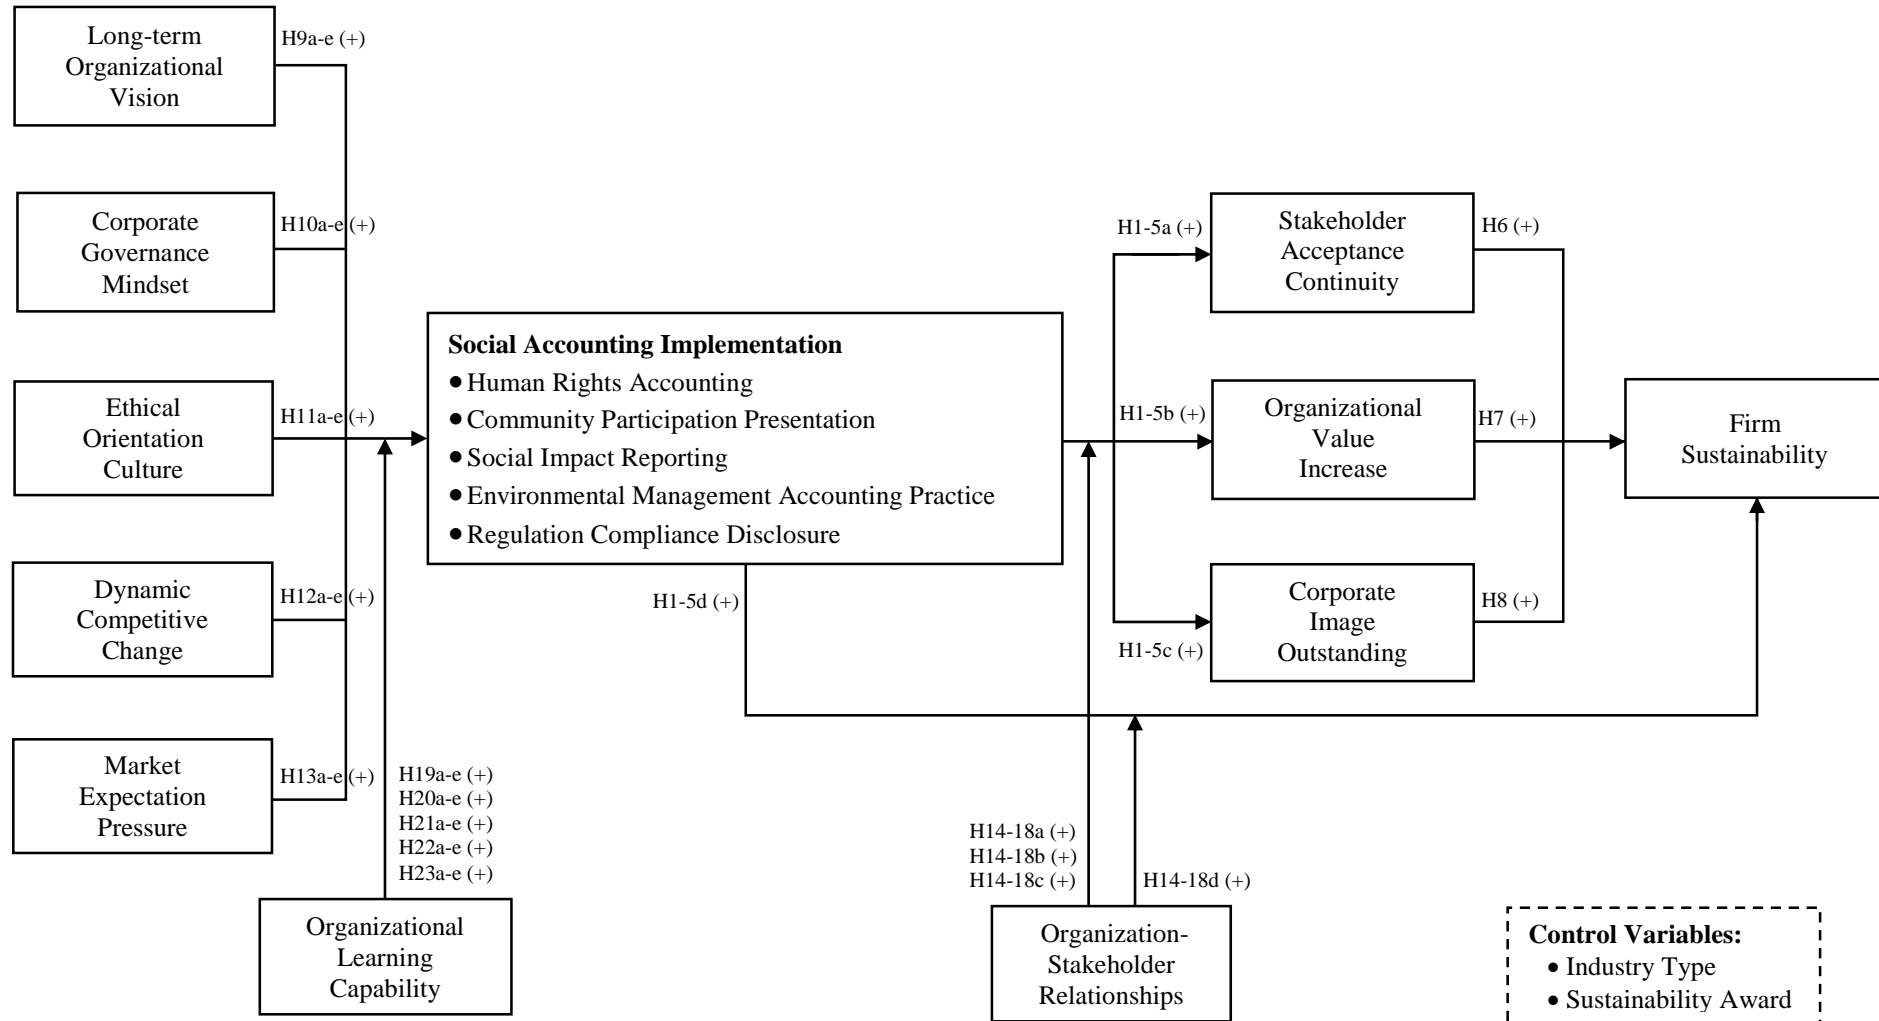 Long-term
Organizational
Vision
H9a-e (+)
Corporate
Governance
Mindset
H10a-e (+)
Ethical
Orientation
Culture
H11a-e (+)
Dynamic
Competitive
Change
H12a-e (+)
Market
Expectation
Pressure
H13a-e (+)
H19a-e (+)
H20a-e (+)
H21a-e (+)
H22a-e (+)
H23a-e (+)
Organizational
Learning
Capability
Social Accounting Implementation
• Human Rights Accounting
• Community Participation Presentation
• Social Impact Reporting
• Environmental Management Accounting Practice
• Regulation Compliance Disclosure
H1-5d (+)
H1-5a (+)
H1-5b (+)
H1-5c (+)
Stakeholder
Acceptance
Continuity
H6 (+)
Organizational
Value
Increase
H7 (+)
Corporate
Image
Outstanding
H8 (+)
Firm
Sustainability
H14-18a (+)
H14-18b (+)
H14-18c (+)
H14-18d (+)
Organization-
Stakeholder
Relationships
Control Variables:
• Industry Type
• Sustainability Award